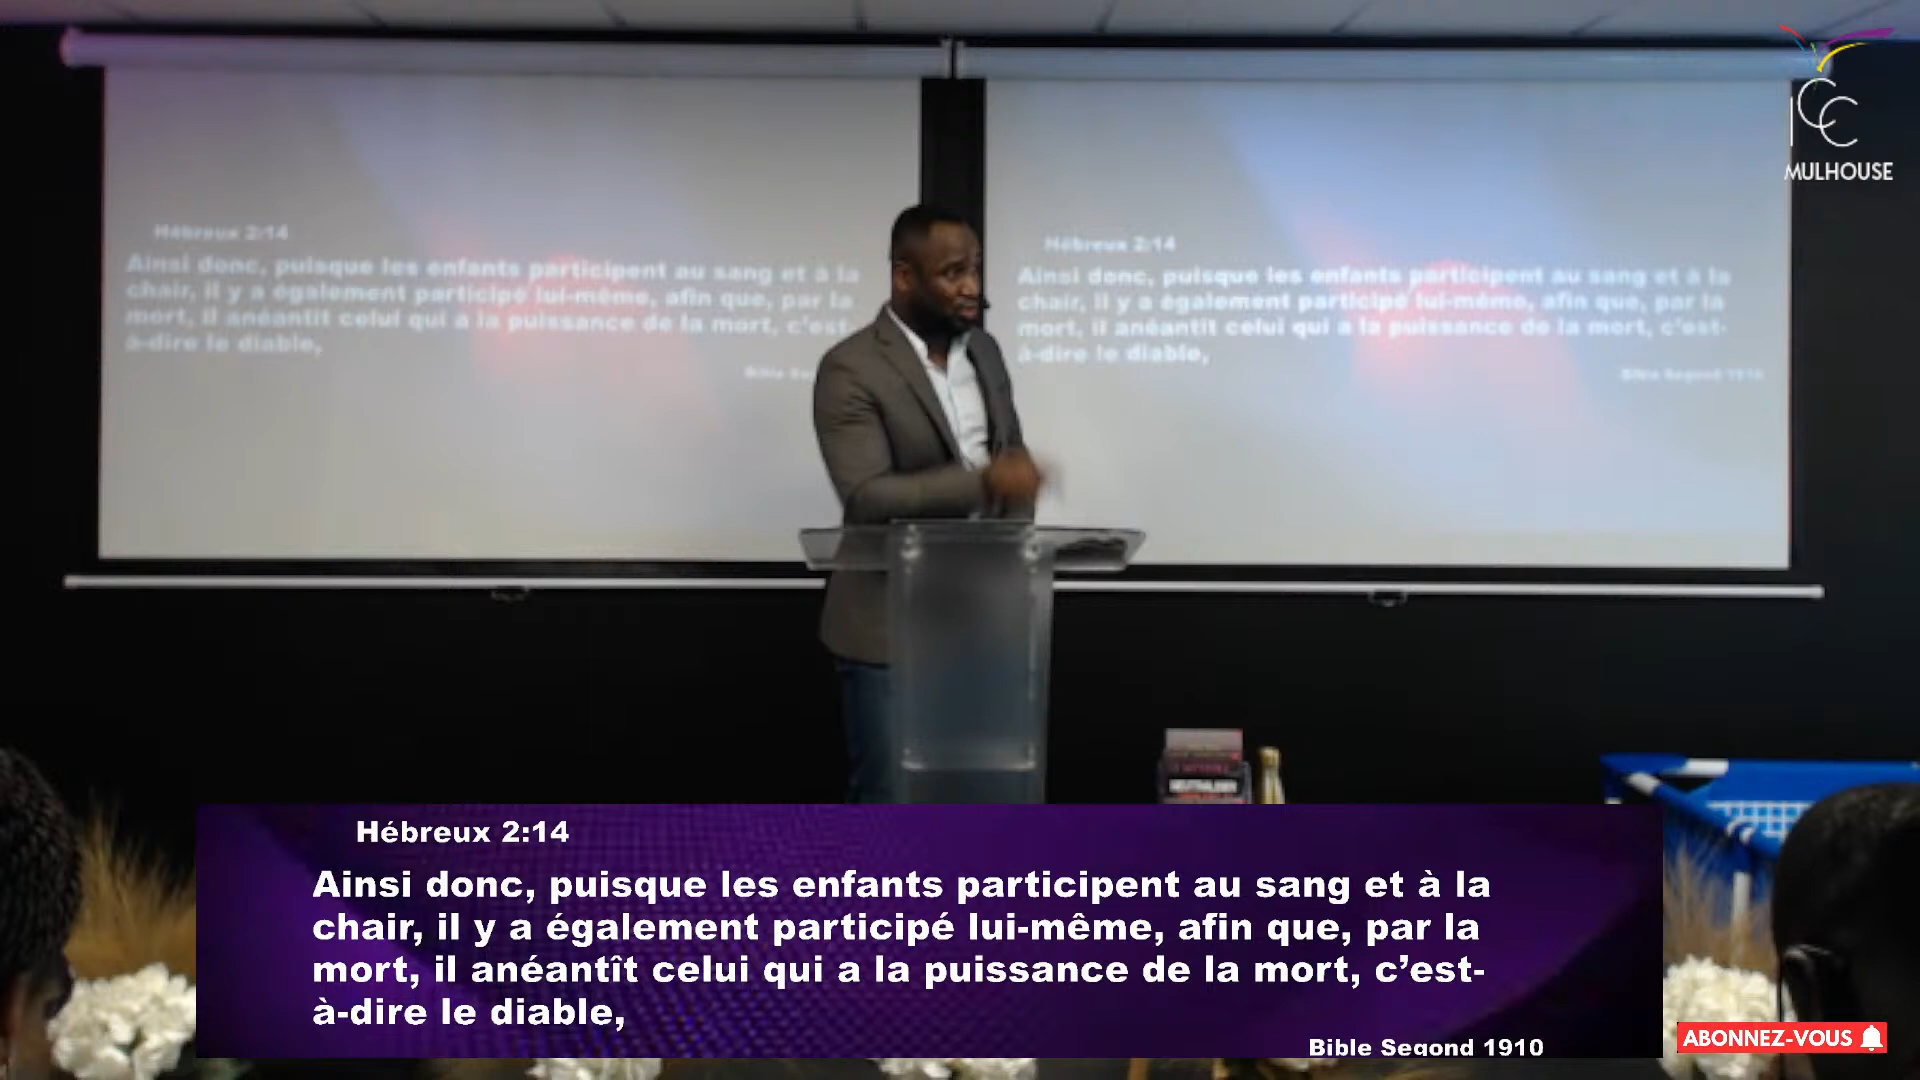 ICC
MULHOUSE
Hébreux 2:14
Ainsi donc, puisque les enfants participent au sang et à la
chair, il y a également participé lui-même, afin que, par la
mort, il anéantit celui qui a la puissance de la mort, c'est-
à-dire le diable,
Hébreux 2:14
Ainsi donc, puisque les enfants participent au sang et à la
chair, il y a également participé lui-même, afin que, par la
mort, il anéantit celui qui a la puissance de la mort, c'est-
à-dire le diable,
Bible Segond 1910
Hébreux 2:14
Ainsi donc, puisque les enfants participent au sang et à la
chair, il y a également participé lui-même, afin que, par la
mort, il anéantît celui qui a la puissance de la mort, c’est-
à-dire le diable,
Bible Segond 1910
ABONNEZ-VOUS